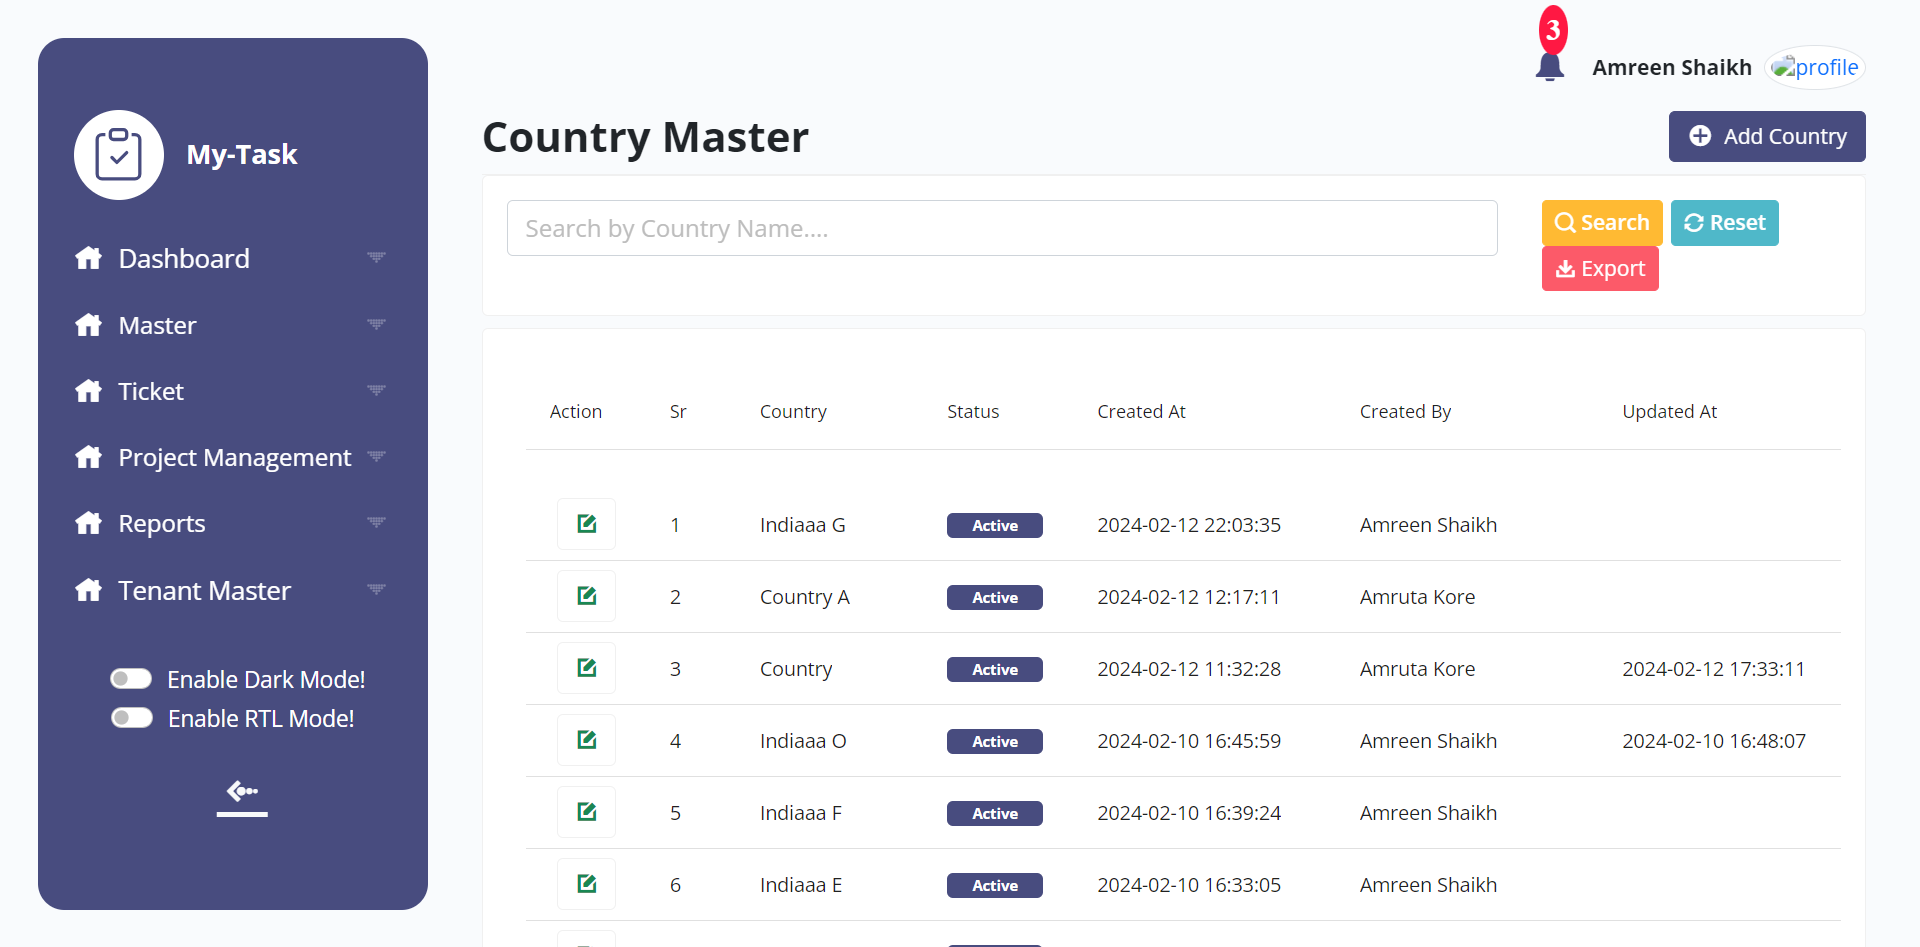 3
Amreen Shaikh profile
My-Task
Dashboard
Master
Ticket
Project Management
Reports
Tenant Master
Enable Dark Mode!
Enable RTL Mode!
Country Master
Add Country
Search by Country Name....
Search Reset
Export
Action Sr Country Status Created At Created By Updated At
1 Indiaaa G Active 2024-02-12 22:03:35 Amreen Shaikh
2 Country A Active 2024-02-12 12:17:11 Amruta Kore
3 Country Active 2024-02-12 11:32:28 Amruta Kore 2024-02-12 17:33:11
4 Indiaaa O Active 2024-02-10 16:45:59 Amreen Shaikh 2024-02-10 16:48:07
5 Indiaaa F Active 2024-02-10 16:39:24 Amreen Shaikh
6 Indiaaa E Active 2024-02-10 16:33:05 Amreen Shaikh